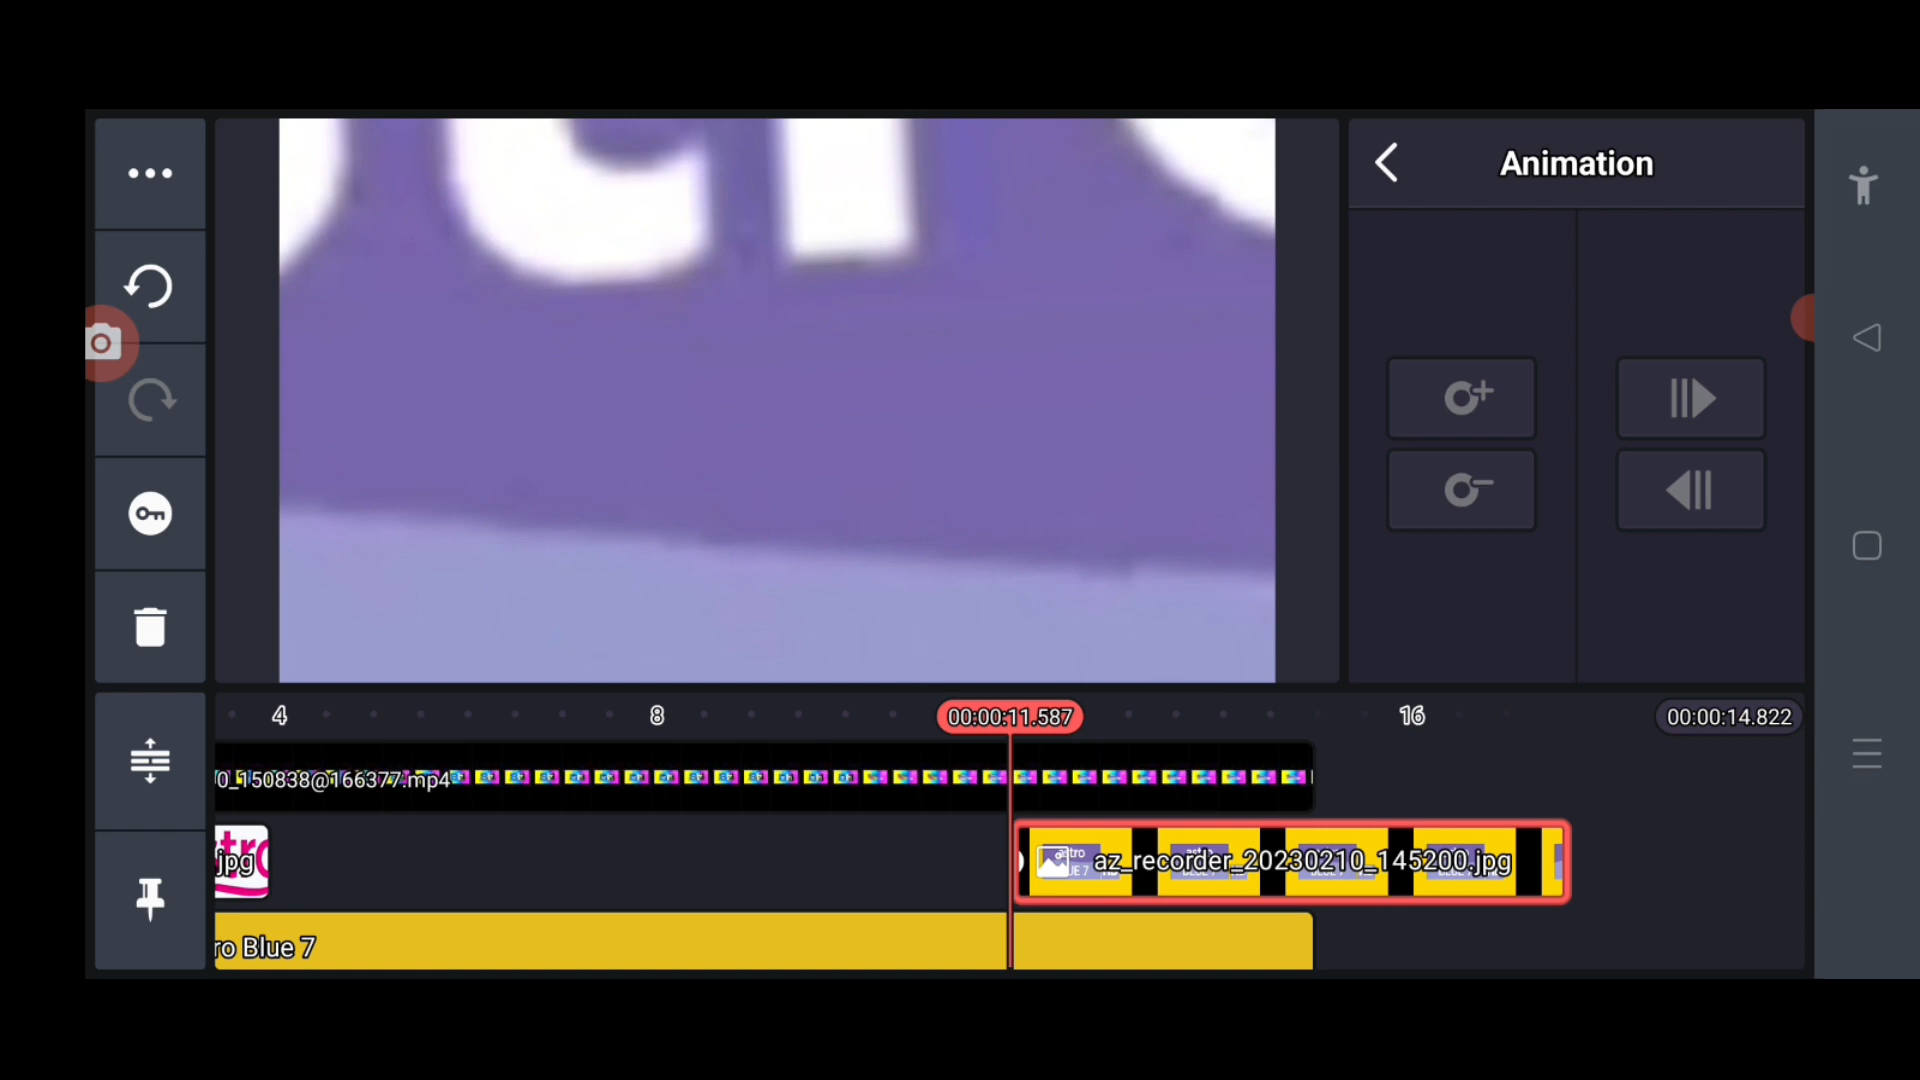 Animation
4
8
00:00:11.587
16
00:00:14.822
0_150838@166377.mp4
jpg
az_recorder_20230210_145200.jpg
ro Blue 7